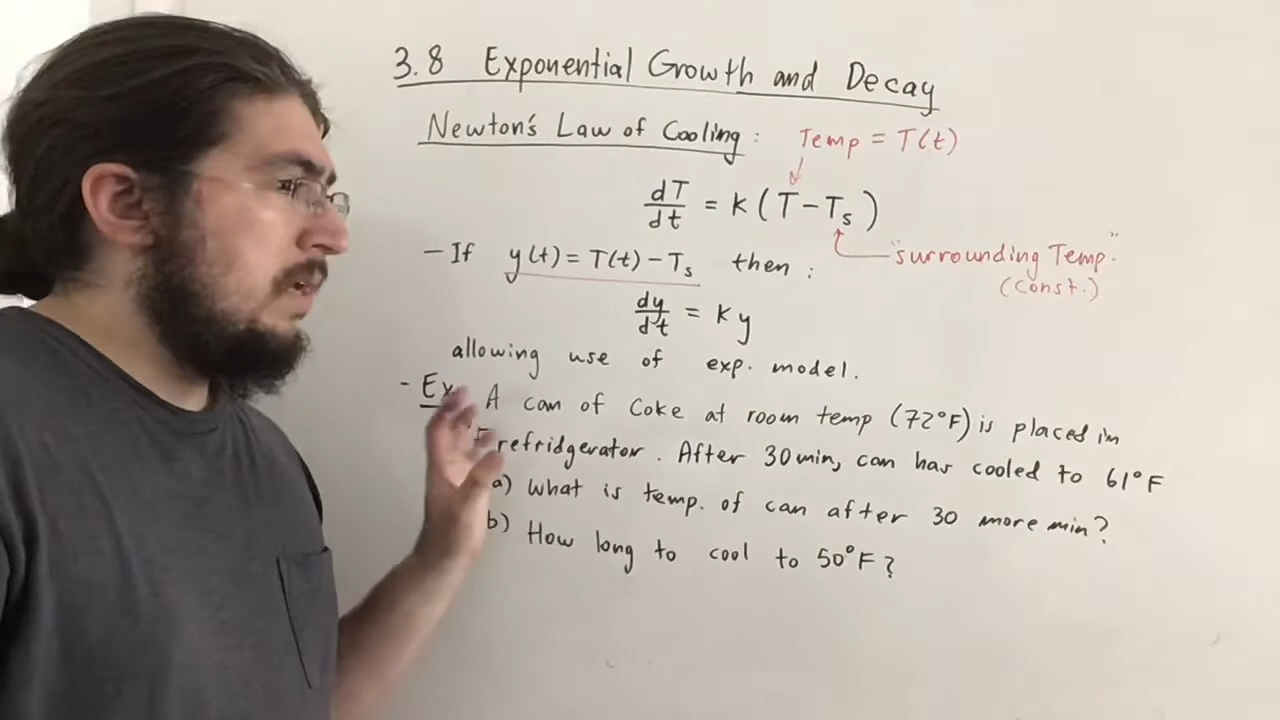 3.8 Exponential Growth and Decay
Newton's Law of Cooling: Temp = T(t)
dT/dt = K(T-Ts)
"surrounding Temp."
(const.)
- If y(t) = T(t) - Ts then:
dy/dt = Ky
allowing use of exp. model.
- Ex A can of Coke at room temp (72°F) is placed in
F refridgerator. After 30 min, can has cooled to 61°F
a) What is temp. of can after 30 more min?
b) How long to cool to 50°F?